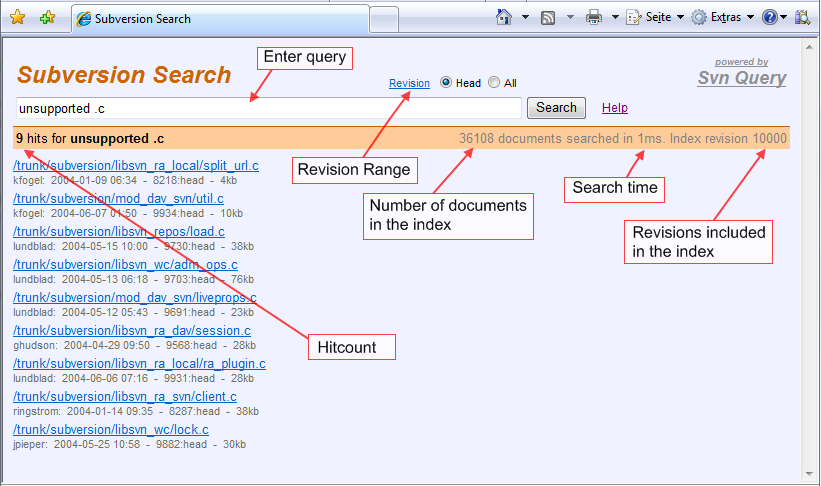 Subversion Search
Seite
Extras
Enter query
powered by
Subversion Search
Revision Head All
Svn Query
unsupported .c Search Help
9 hits for unsupported .c 36108 documents searched in 1ms. Index revision 10000
/trunk/subversion/libsvn_ra_local/split_url.c
kfogel: 2004-01-09 06:34 - 8218:head - 4kb
Revision Range
/trunk/subversion/mod_dav_svn/util.c
kfogel: 2004-06-07 01:50 - 9934:head - 10kb
Search time
Number of documents
in the index
/trunk/subversion/libsvn_repos/load.c
lundblad: 2004-05-15 10:00 - 9730:head - 38kb
Revisions included
in the index
/trunk/subversion/libsvn_wc/adm_ops.c
lundblad: 2004-05-13 06:18 - 9703:head - 76kb
/trunk/subversion/mod_dav_svn/liveprops.c
lundblad: 2004-05-12 05:43 - 9691:head - 23kb
/trunk/subversion/libsvn_ra_dav/session.c
ghudson: 2004-04-29 09:50 - 9568:head - 28kb
Hitcount
/trunk/subversion/libsvn_ra_local/ra_plugin.c
lundblad: 2004-06-06 07:16 - 9931:head - 28kb
/trunk/subversion/libsvn_ra_svn/client.c
ringstrom: 2004-01-14 09:35 - 8287:head - 38kb
/trunk/subversion/libsvn_wc/lock.c
jpieper: 2004-05-25 10:58 - 9882:head - 30kb